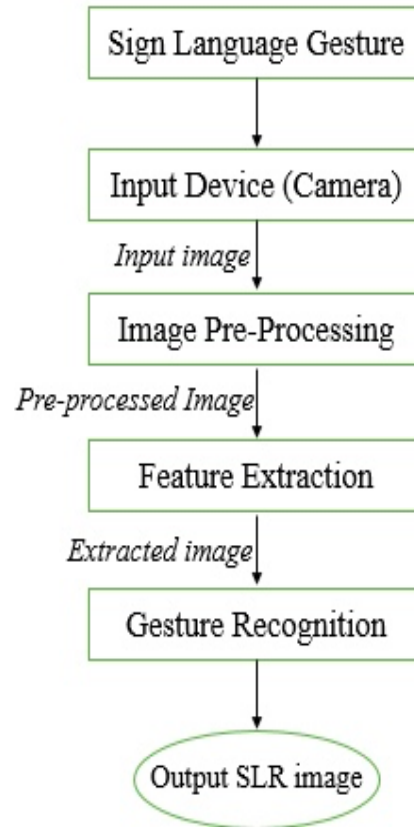 Sign Language Gesture
Input Device (Camera)
Input image
Image Pre-Processing
Pre-processed Image
Feature Extraction
Extracted image
Gesture Recognition
Output SLR image